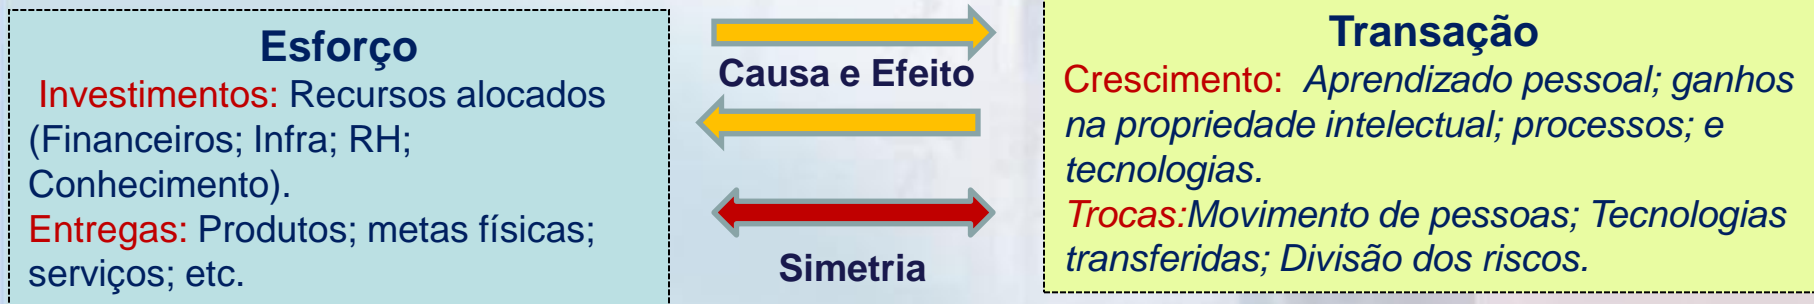 Esforço
Investimentos: Recursos alocados
(Financeiros; Infra; RH;
Conhecimento).
Entregas: Produtos; metas físicas;
serviços; etc.
Causa e Efeito
Simetria
Transação
Crescimento: Aprendizado pessoal; ganhos
na propriedade intelectual; processos; e
tecnologias.
Trocas:Movimento de pessoas; Tecnologias
transferidas; Divisão dos riscos.